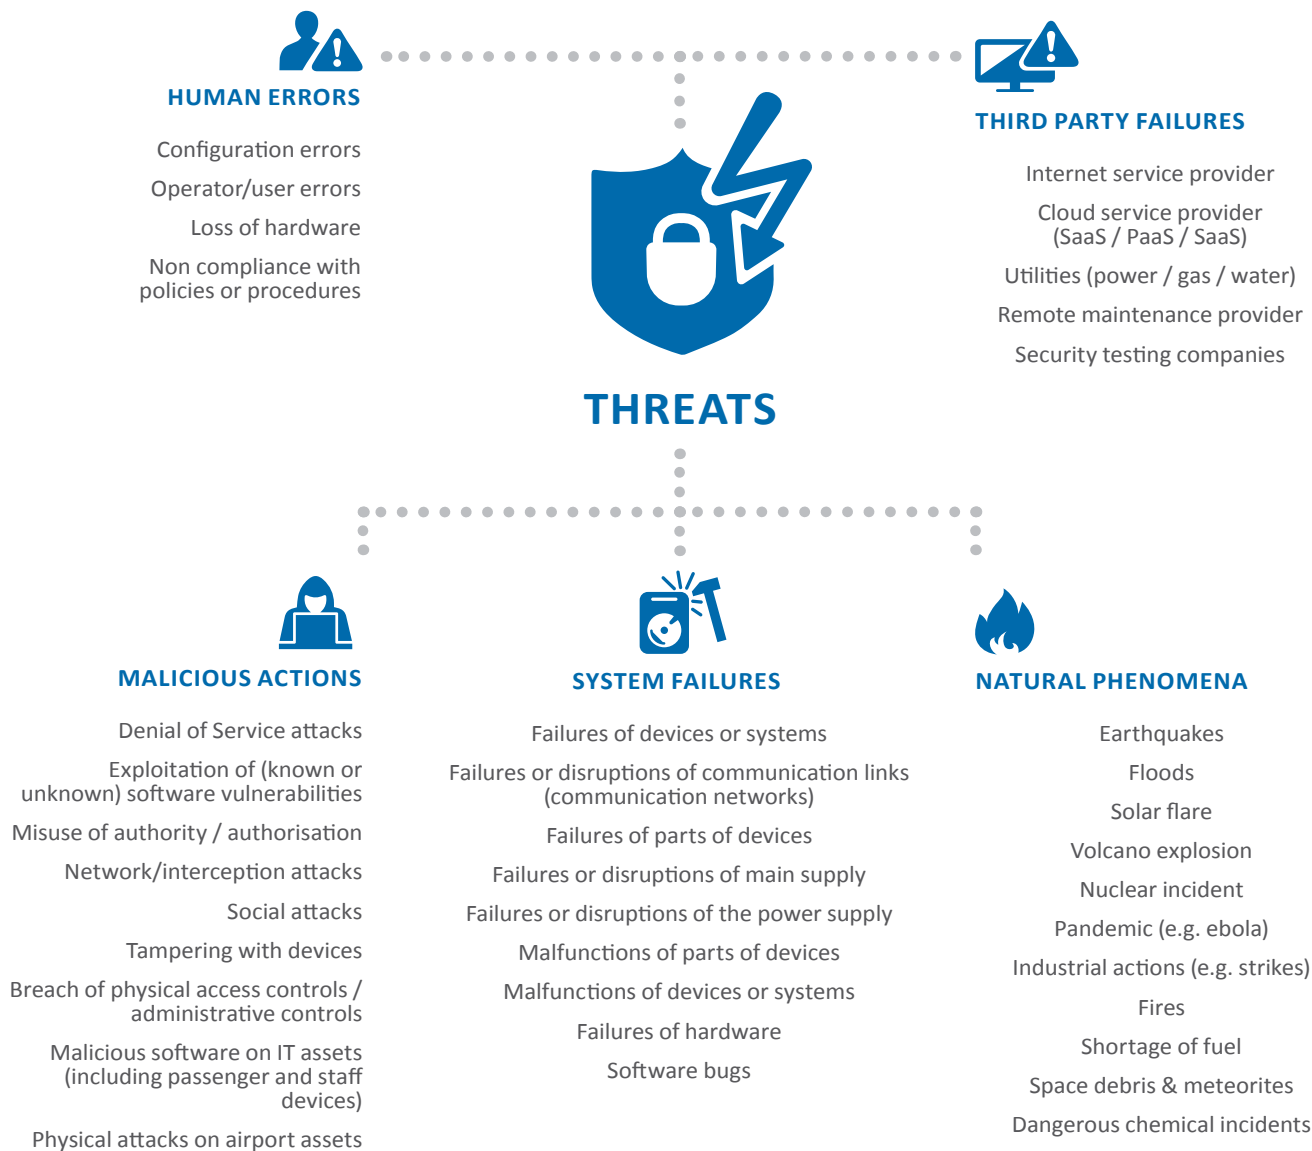 HUMAN ERRORS
Configuration errors
Operator/user errors
Loss of hardware
Non compliance with
policies or procedures
THIRD PARTY FAILURES
Internet service provider
Cloud service provider
(SaaS / PaaS / SaaS)
Utilities (power / gas / water)
Remote maintenance provider
Security testing companies
THREATS
MALICIOUS ACTIONS
Denial of Service attacks
Exploitation of (known or
unknown) software vulnerabilities
Misuse of authority / authorisation
Network/interception attacks
Social attacks
Tampering with devices
Breach of physical access controls /
administrative controls
Malicious software on IT assets
(including passenger and staff
devices)
Physical attacks on airport assets
SYSTEM FAILURES
Failures of devices or systems
Failures or disruptions of communication links
(communication networks)
Failures of parts of devices
Failures or disruptions of main supply
Failures or disruptions of the power supply
Malfunctions of parts of devices
Malfunctions of devices or systems
Failures of hardware
Software bugs
NATURAL PHENOMENA
Earthquakes
Floods
Solar flare
Volcano explosion
Nuclear incident
Pandemic (e.g. ebola)
Industrial actions (e.g. strikes)
Fires
Shortage of fuel
Space debris & meteorites
Dangerous chemical incidents